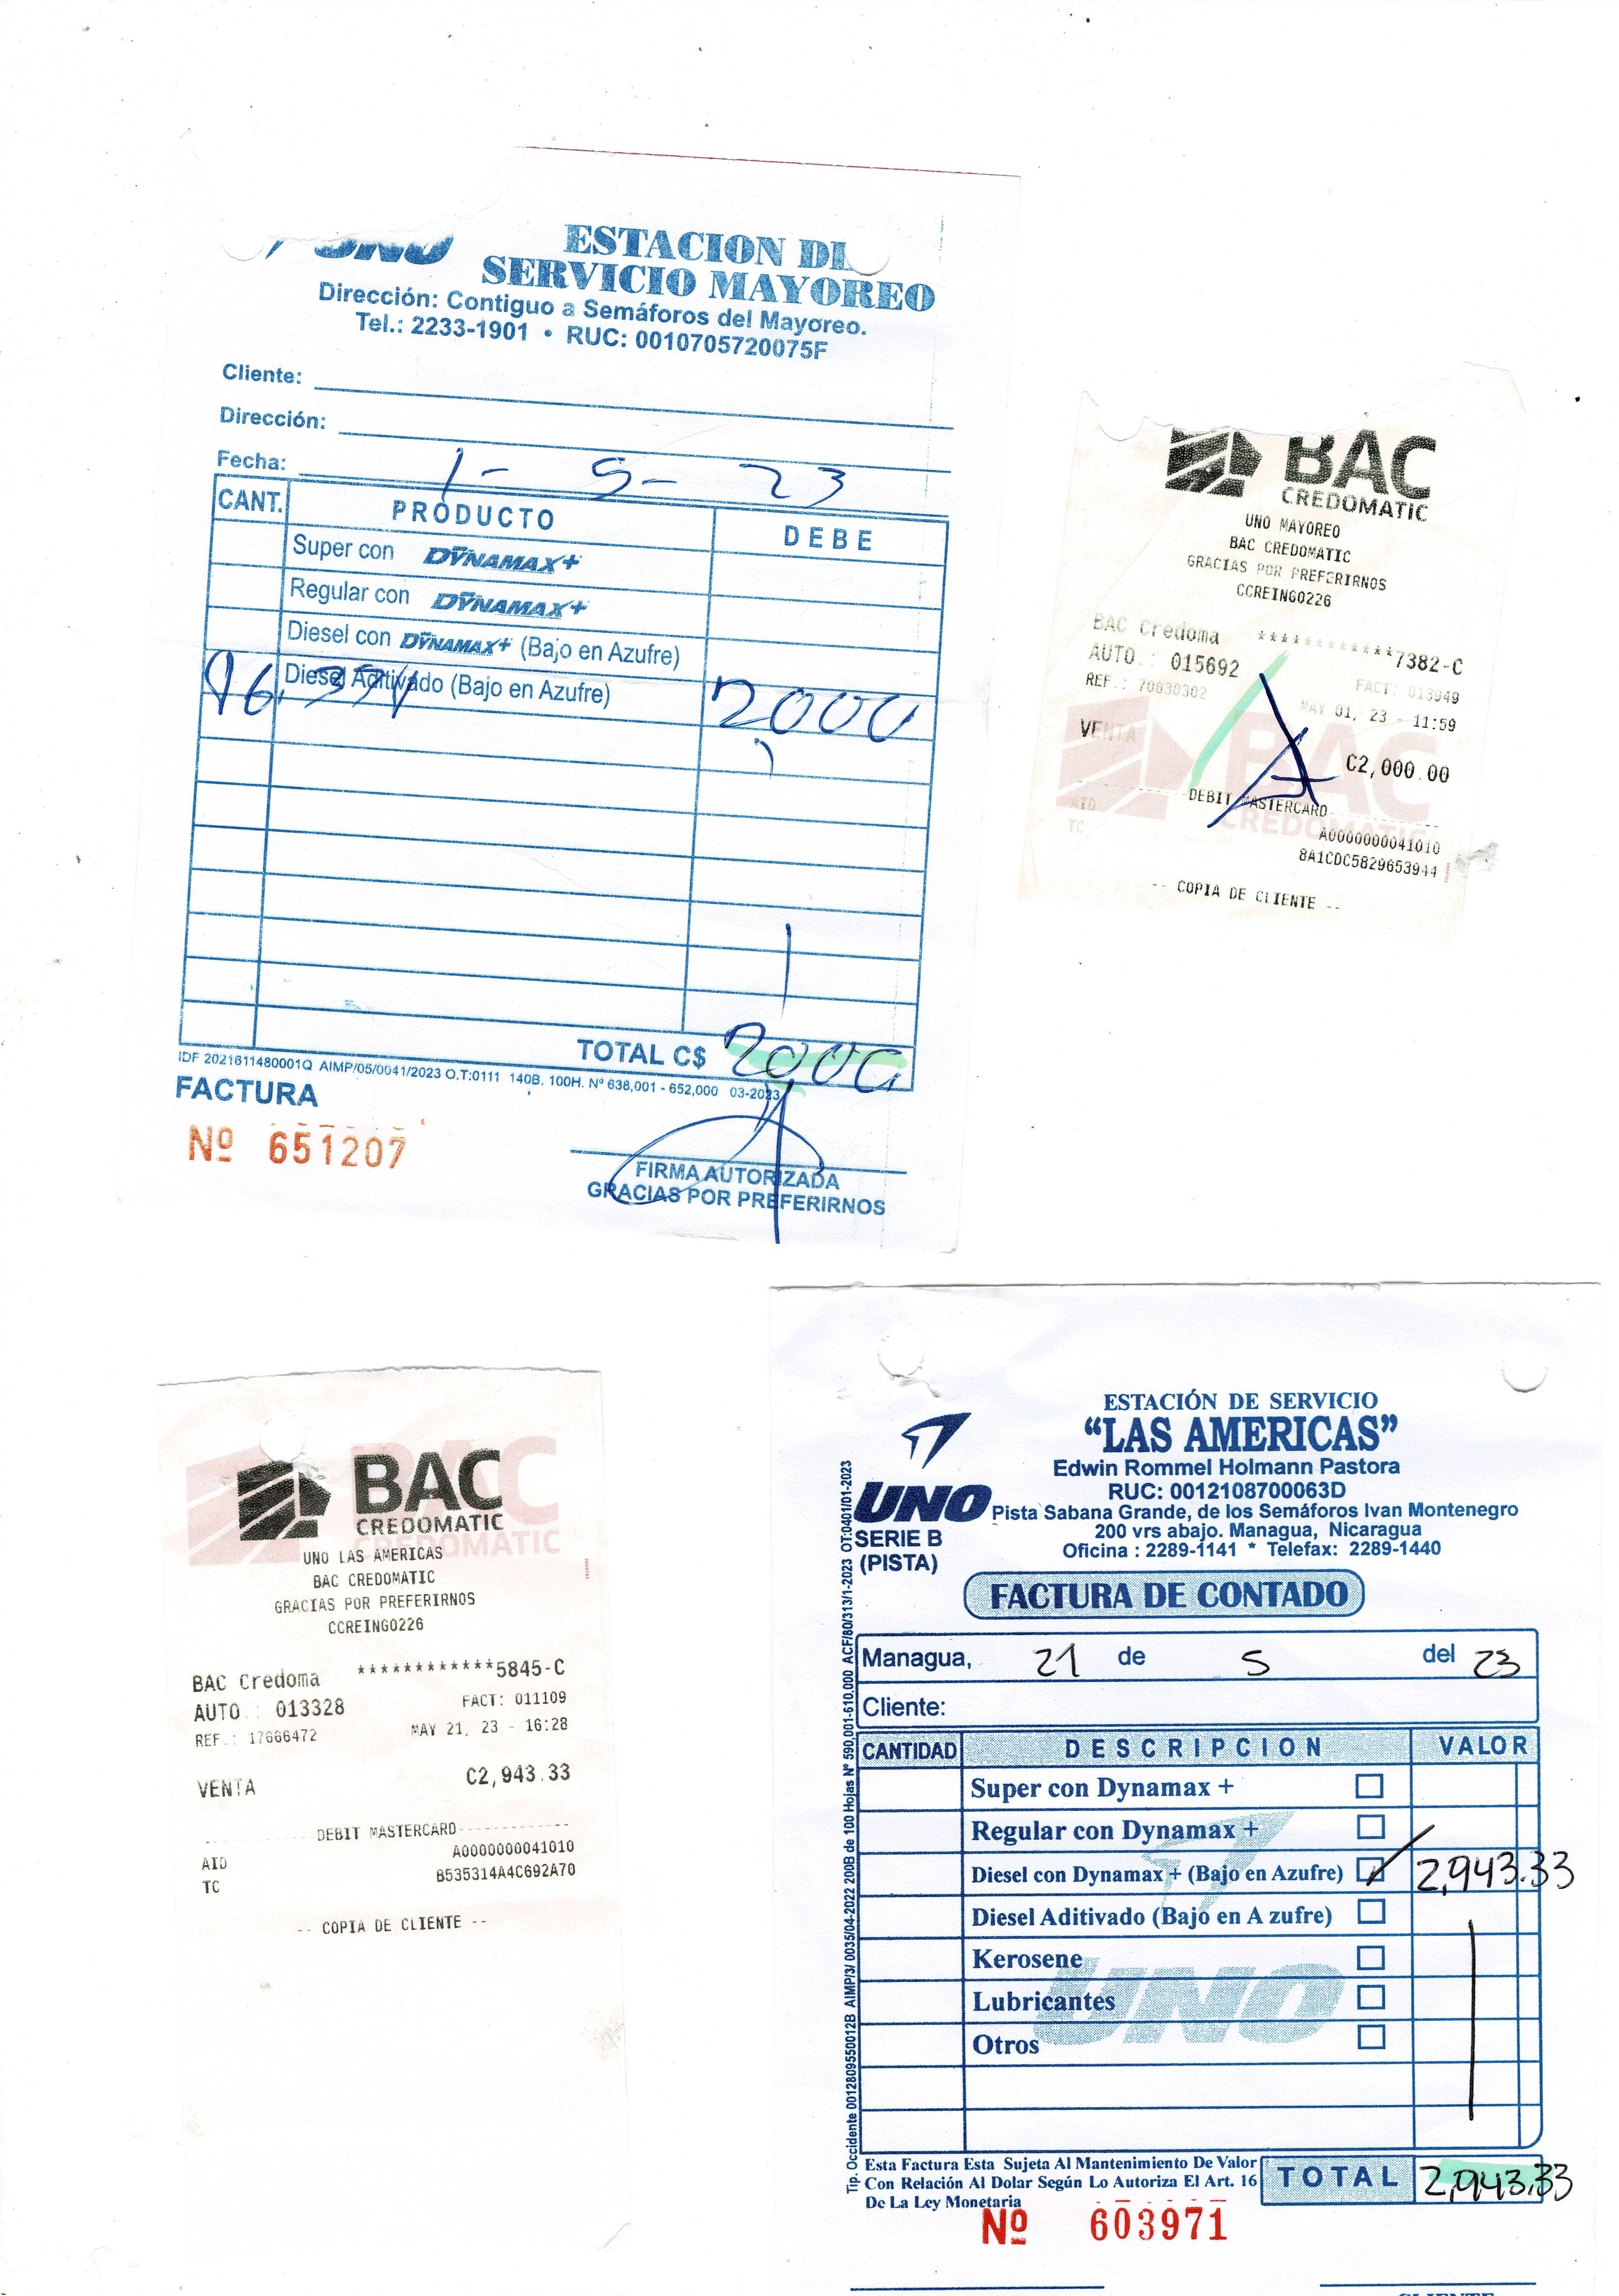 UNO
ESTACION DE
SERVICIO MAYOREO
Dirección: Contiguo a Semáforos del Mayoreo.
Tel.: 2233-1901 • RUC: 0010705720075F
Cliente:
Dirección:
Fecha: 1 - 5 - 23
CANT. PRODUCTO DEBE
Super con DYNAMAX+
Regular con DYNAMAX+
Diesel con DYNAMAX+ (Bajo en Azufre)
Diesel Aditivado (Bajo en Azufre) 2000
TOTAL C$ 2000
IDF 2021611480001Q AIMP/05/0041/2023 O.T:0111 140B. 100H. Nº 638,001 - 652,000 03-2023
FACTURA
Nº 651207
FIRMA AUTORIZADA
GRACIAS POR PREFERIRNOS
BAC
CREDOMATIC
UNO MAYOREO
BAC CREDOMATIC
GRACIAS POR PREFERIRNOS
CCREING0226
BAC Credoma ************7382-C
AUTO.: 015692 FACT: 013949
REF.: 70030302 MAY 01, 23 - 11:59
VENTA C2,000.00
DEBIT MASTERCARD
AID A0000000041010
TC 8A1CDC5829653944
-- COPIA DE CLIENTE --
BAC
CREDOMATIC
UNO LAS AMERICAS
BAC CREDOMATIC
GRACIAS POR PREFERIRNOS
CCREING0226
BAC Credoma ************5845-C
AUTO.: 013328 FACT: 011109
REF.: 17666472 MAY 21, 23 - 16:28
VENTA C2,943.33
DEBIT MASTERCARD
AID A0000000041010
TC B535314A4C692A70
-- COPIA DE CLIENTE --
ESTACIÓN DE SERVICIO
“LAS AMERICAS”
Edwin Rommel Holmann Pastora
RUC: 0012108700063D
Pista Sabana Grande, de los Semáforos Ivan Montenegro
200 vrs abajo. Managua, Nicaragua
Oficina : 2289-1141 * Telefax: 2289-1440
UNO
SERIE B
(PISTA)
FACTURA DE CONTADO
Managua, 21 de 5 del 23
Cliente:
CANTIDAD DESCRIPCION VALOR
Super con Dynamax +
Regular con Dynamax +
Diesel con Dynamax + (Bajo en Azufre) 2,943.33
Diesel Aditivado (Bajo en A zufre)
Kerosene
Lubricantes
Otros
UNO
Esta Factura Esta Sujeta Al Mantenimiento De Valor
Con Relación Al Dolar Según Lo Autoriza El Art. 16
De La Ley Monetaria
TOTAL 2,943.33
Nº 603971
Tip. Occidente 0012809550012B AIMP/3/ 0035/04-2022 200B de 100 Hojas Nº 590,001-610,000 ACF/80/313/1-2023 OT:0401/01-2023